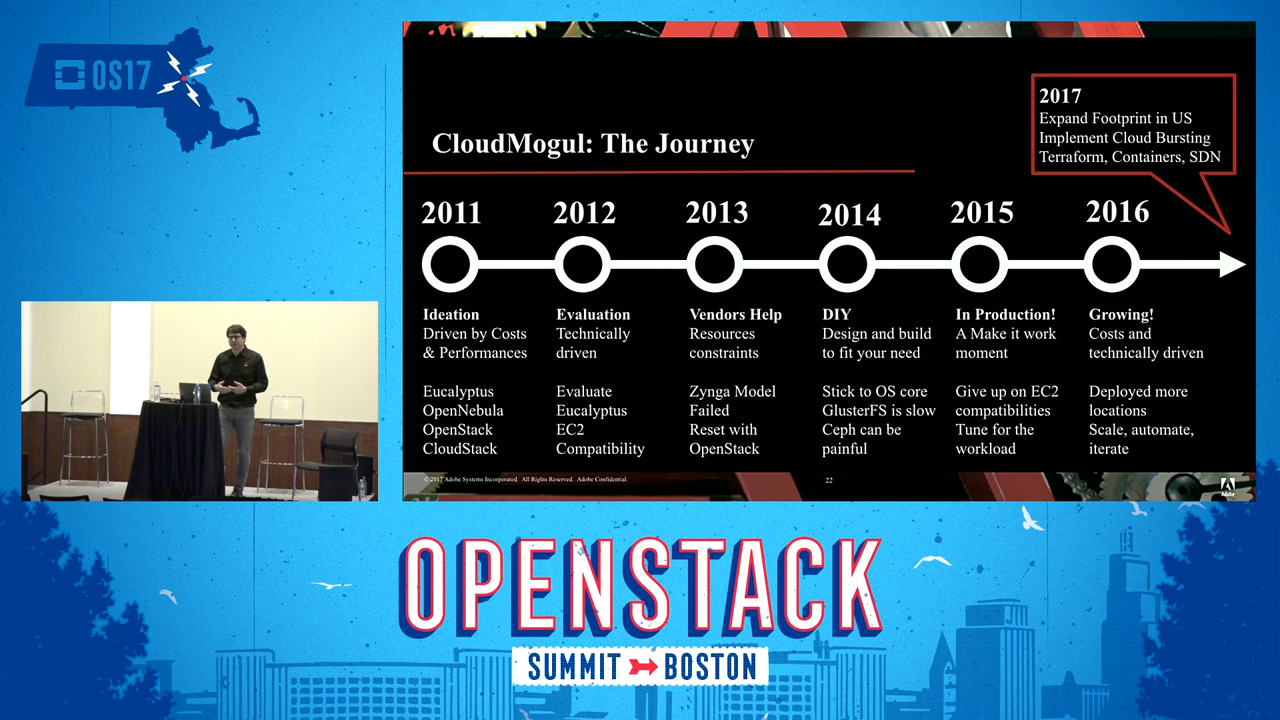 OS17
2017
Expand Footprint in US
Implement Cloud Bursting
Terraform, Containers, SDN
CloudMogul: The Journey
2011
2012
2013
2014
2015
2016
Ideation
Driven by Costs
& Performances
Eucalyptus
OpenNebula
OpenStack
CloudStack
Evaluation
Technically
driven
Evaluate
Eucalyptus
EC2
Compatibility
Vendors Help
Resources
constraints
Zynga Model
Failed
Reset with
OpenStack
DIY
Design and build
to fit your need
Stick to OS core
GlusterFS is slow
Ceph can be
painful
In Production!
A Make it work
moment
Give up on EC2
compatibilities
Tune for the
workload
Growing!
Costs and
technically driven
Deployed more
locations
Scale, automate,
iterate
©2017 Adobe Systems Incorporated. All Rights Reserved. Adobe Confidential.
22
Adobe
OPENSTACK
SUMMIT BOSTON